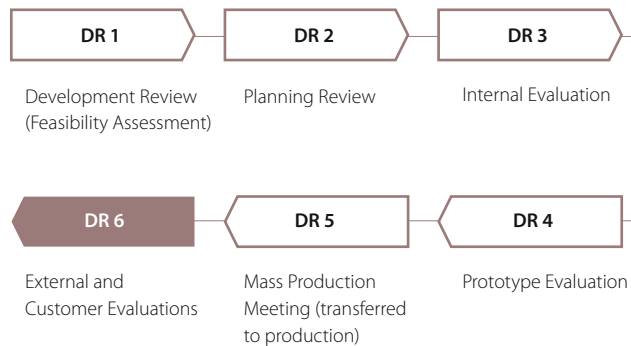 DR 1
DR 2
DR 3
Development Review
(Feasibility Assessment)
Planning Review
Internal Evaluation
DR 6
DR 5
DR 4
External and
Customer Evaluations
Mass Production
Meeting (transferred
to production)
Prototype Evaluation